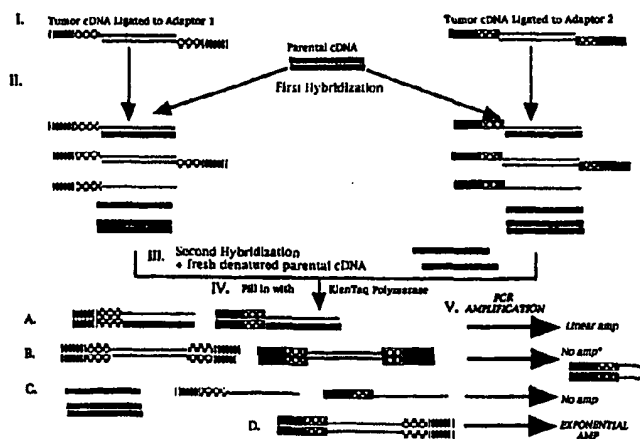 I.
Tumor cDNA Ligated to Adaptor 1
Tumor cDNA Ligated to Adaptor 2
Parental cDNA
II.
First Hybridization
III. Second Hybridization
+ fresh denatured parental cDNA
IV. Fill in with KlenTaq Polymerase
V. PCR
AMPLIFICATION
A.
Linear amp
B.
No amp*
C.
No amp
D.
EXPONENTIAL
AMP